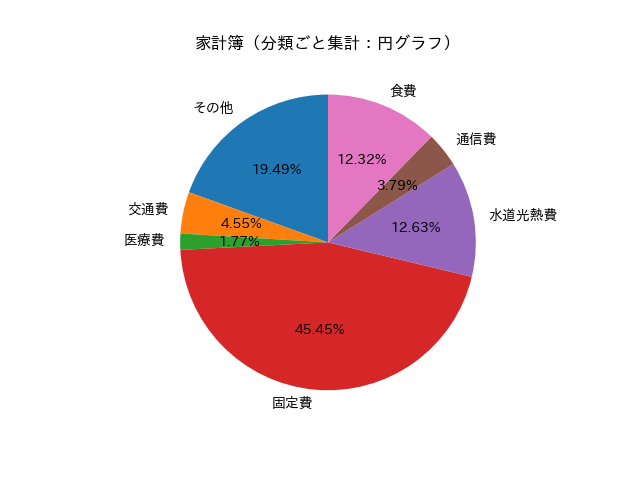 家計簿（分類ごと集計：円グラフ）
食費
その他
通信費
12.32%
19.49%
3.79%
交通費
水道光熱費
4.55%
12.63%
医療費
1.77%
45.45%
固定費